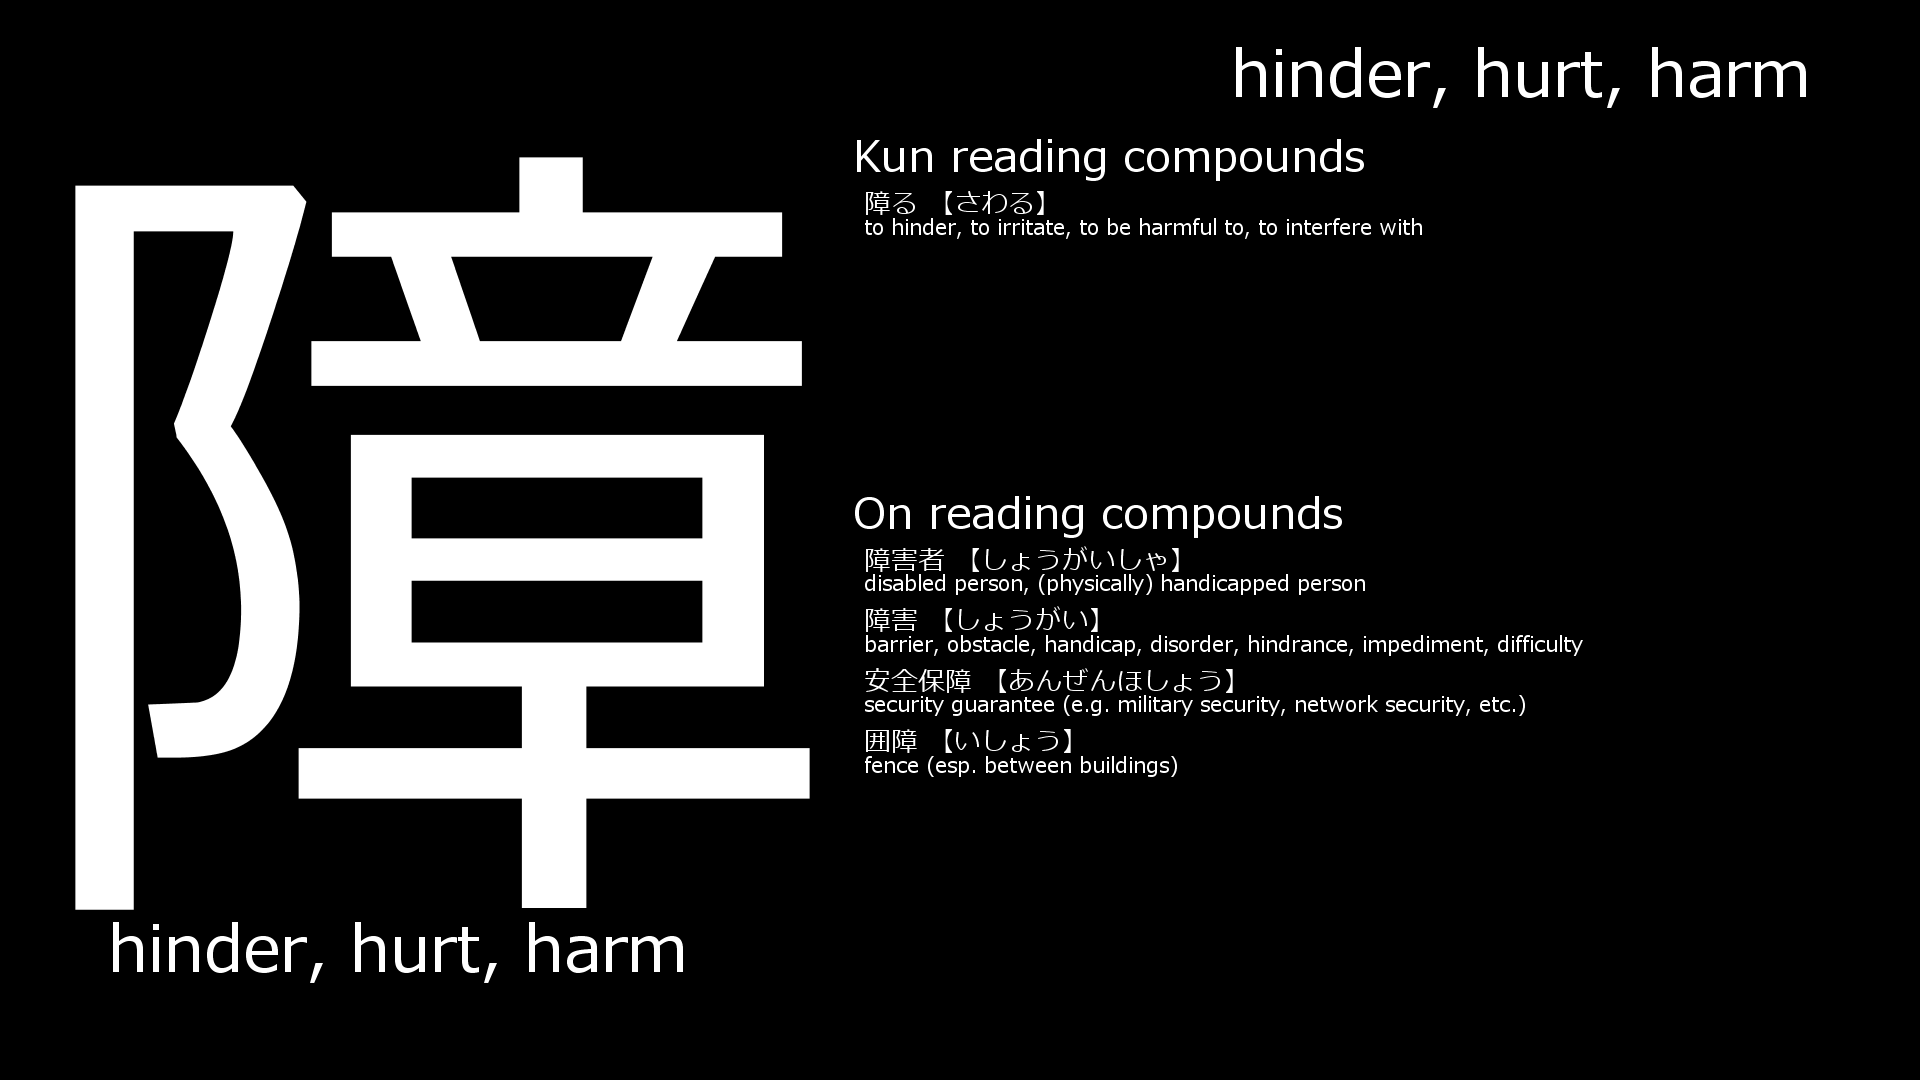 障
hinder, hurt, harm
hinder, hurt, harm
Kun reading compounds
障る 【さわる】
to hinder, to irritate, to be harmful to, to interfere with
On reading compounds
障害者 【しょうがいしゃ】
disabled person, (physically) handicapped person
障害 【しょうがい】
barrier, obstacle, handicap, disorder, hindrance, impediment, difficulty
安全保障 【あんぜんほしょう】
security guarantee (e.g. military security, network security, etc.)
囲障 【いしょう】
fence (esp. between buildings)